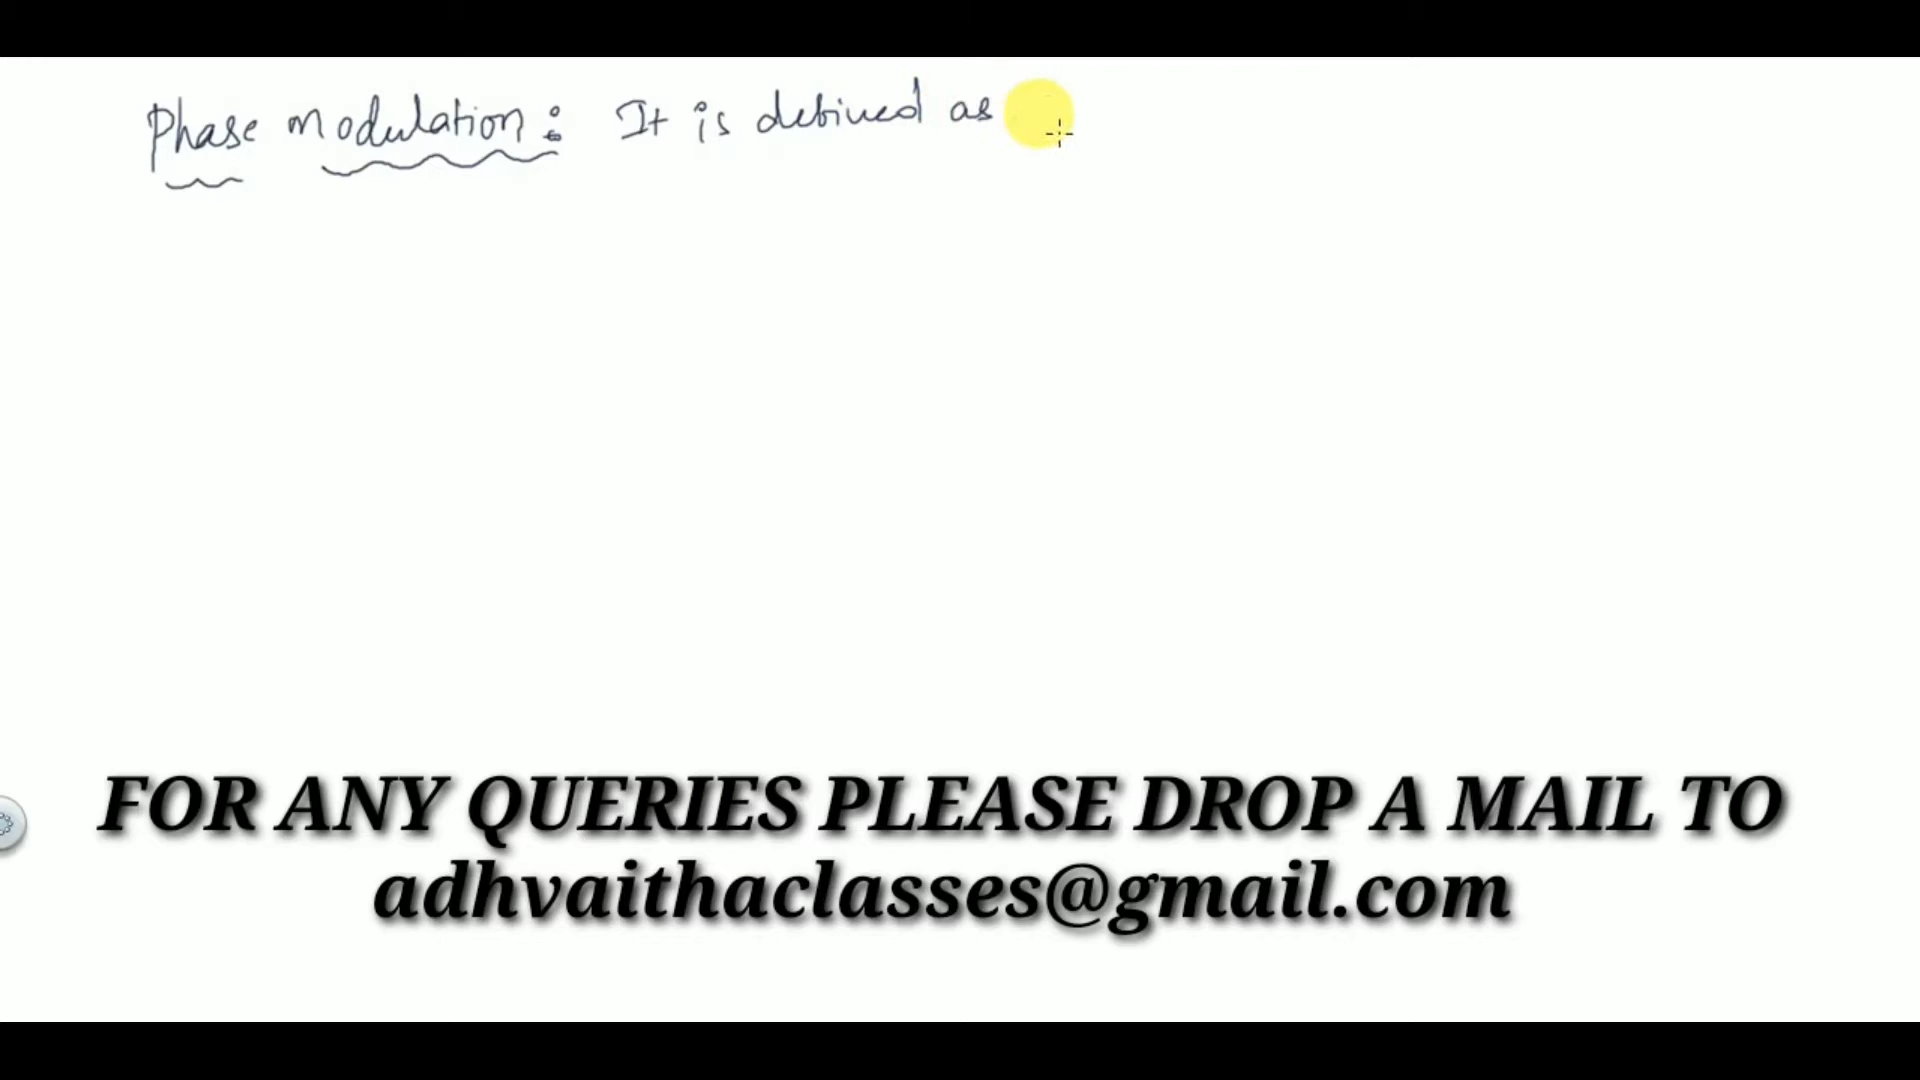 Phase modulation: It is defined as
FOR ANY QUERIES PLEASE DROP A MAIL TO
adhvaithaclasses@gmail.com